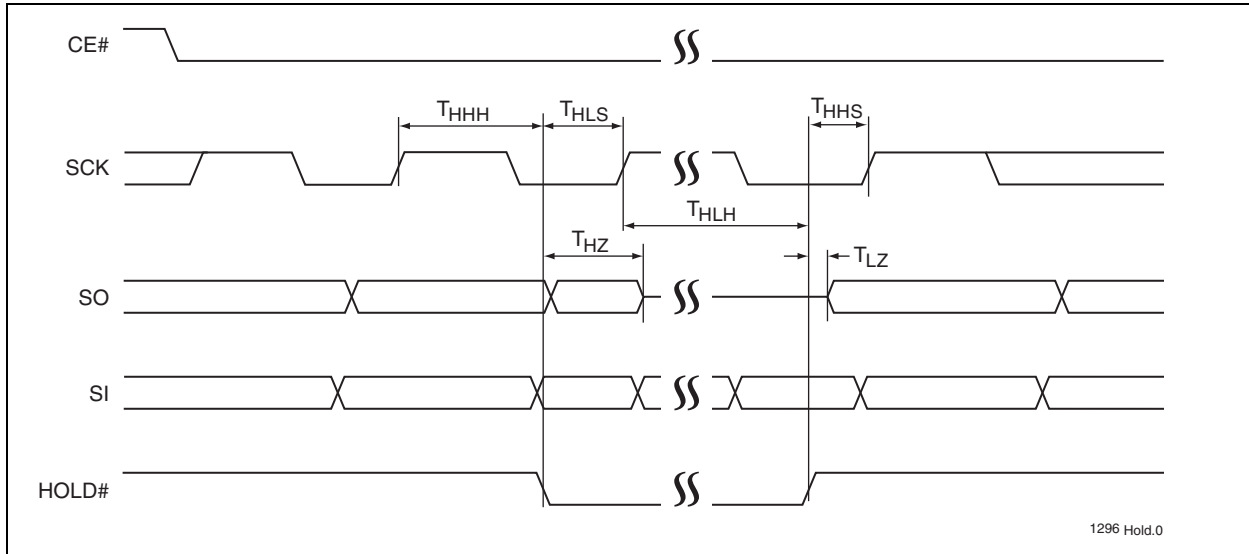 CE#
THHH
THLS
THHS
SCK
THLH
THZ
TLZ
SO
SI
HOLD#
1296 Hold.0